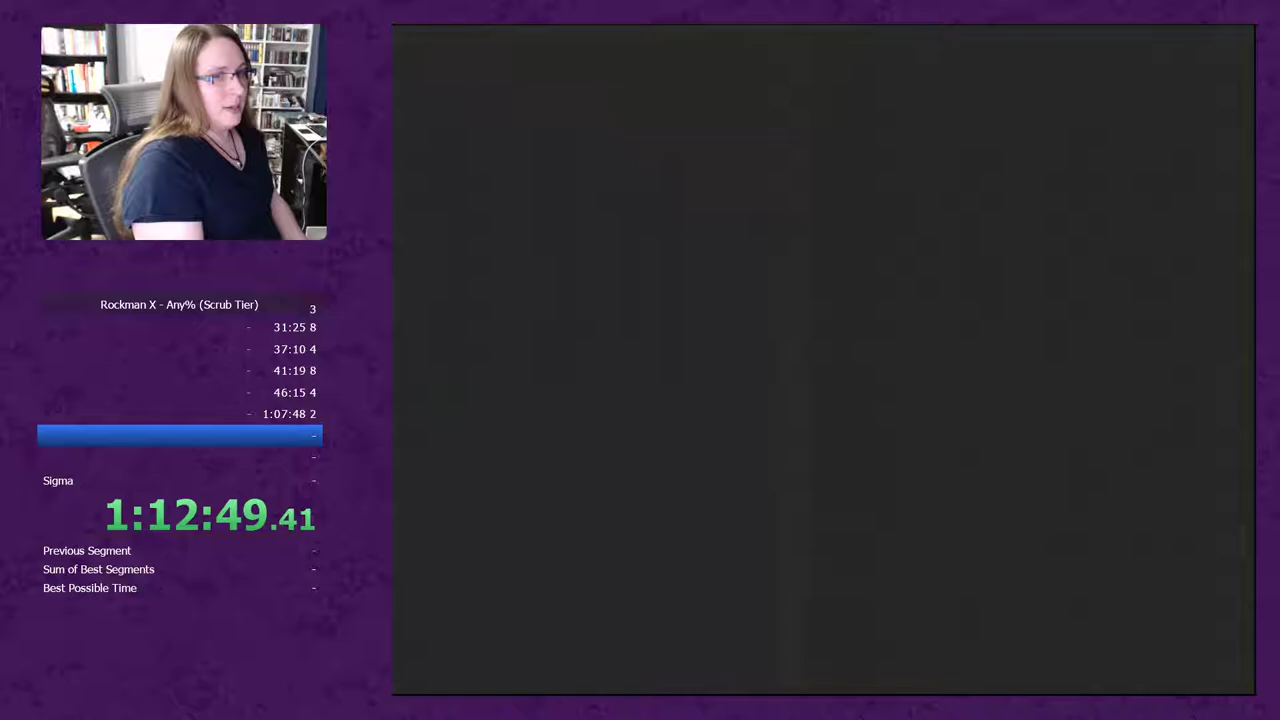 Rockman X - Any% (Scrub Tier)
3
- 31:25 8
- 37:10 4
- 41:19 8
- 46:15 4
- 1:07:48 2
-
-
Sigma -
1:12:49.41
Previous Segment -
Sum of Best Segments -
Best Possible Time -